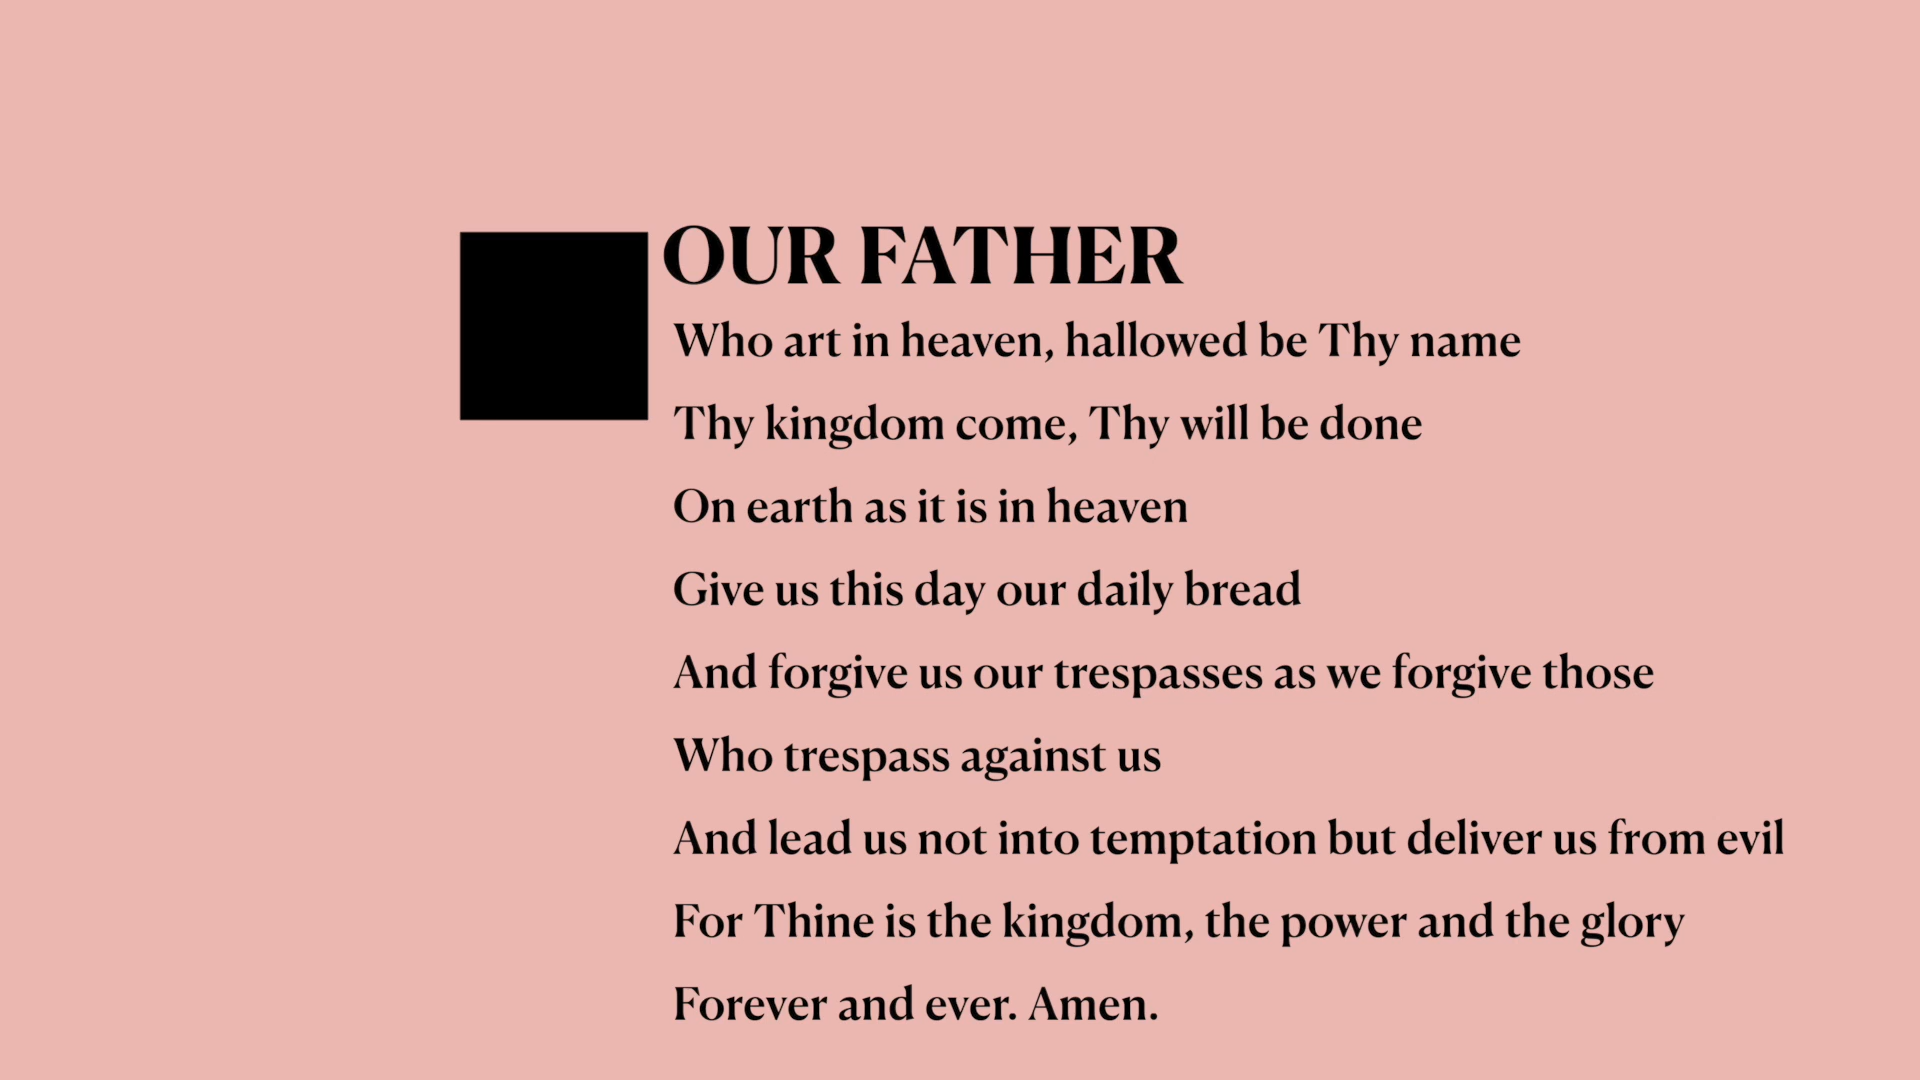 OUR FATHER
Who art in heaven, hallowed be Thy name
Thy kingdom come, Thy will be done
On earth as it is in heaven
Give us this day our daily bread
And forgive us our trespasses as we forgive those
Who trespass against us
And lead us not into temptation but deliver us from evil
For Thine is the kingdom, the power and the glory
Forever and ever. Amen.